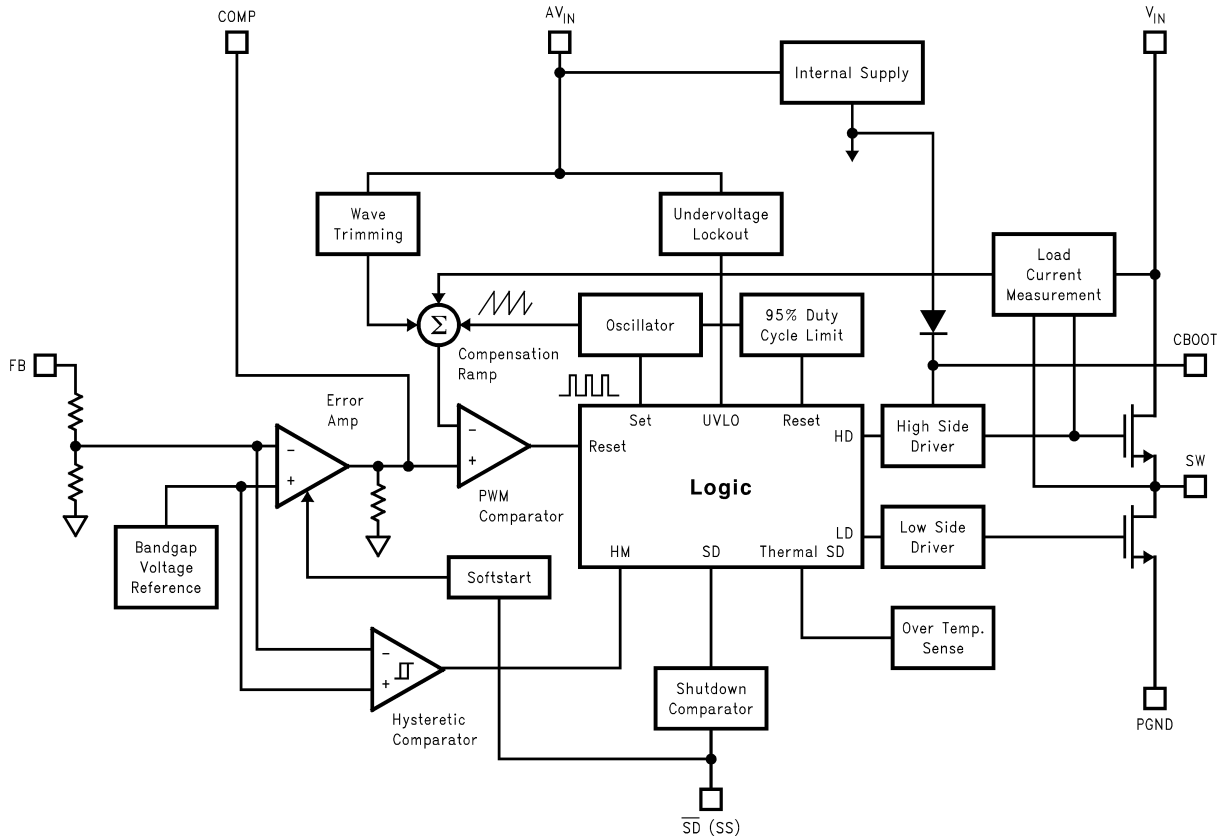 COMP
AVIN
VIN
Internal Supply
Wave
Trimming
Undervoltage
Lockout
Load
Current
Measurement
Σ
Oscillator
95% Duty
Cycle Limit
Compensation
Ramp
CBOOT
FB
Error
Amp
Set
UVLO
Reset
-
+
-
+
Reset
HD
High Side
Driver
SW
Logic
PWM
Comparator
Bandgap
Voltage
Reference
LD
Low Side
Driver
HM
SD
Thermal SD
Softstart
Over Temp.
Sense
-
+
Shutdown
Comparator
Hysteretic
Comparator
PGND
SD (SS)